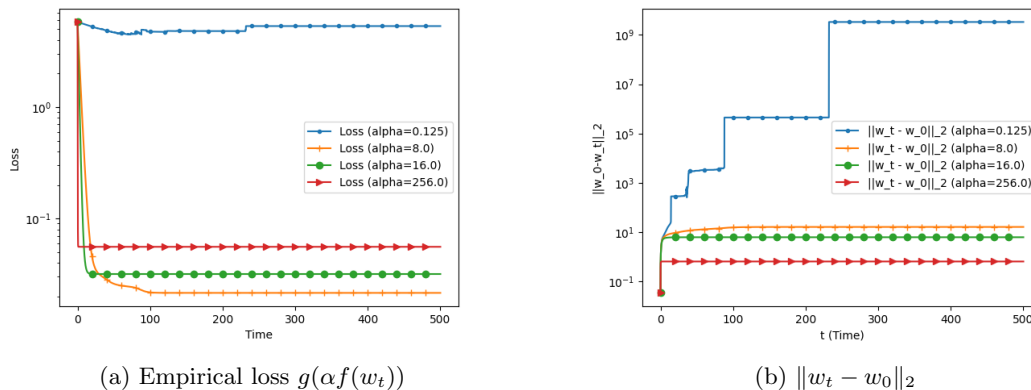 10^0
10^{-1}
Loss
Loss (alpha=0.125)
Loss (alpha=8.0)
Loss (alpha=16.0)
Loss (alpha=256.0)
0 100 200 300 400 500
Time
(a) Empirical loss g(αf(w_t))
10^9
10^7
10^5
10^3
10^1
10^{-1}
||w_0-w_t||_2
||w_t - w_0||_2 (alpha=0.125)
||w_t - w_0||_2 (alpha=8.0)
||w_t - w_0||_2 (alpha=16.0)
||w_t - w_0||_2 (alpha=256.0)
0 100 200 300 400 500
t (Time)
(b) ‖w_t − w_0‖_2